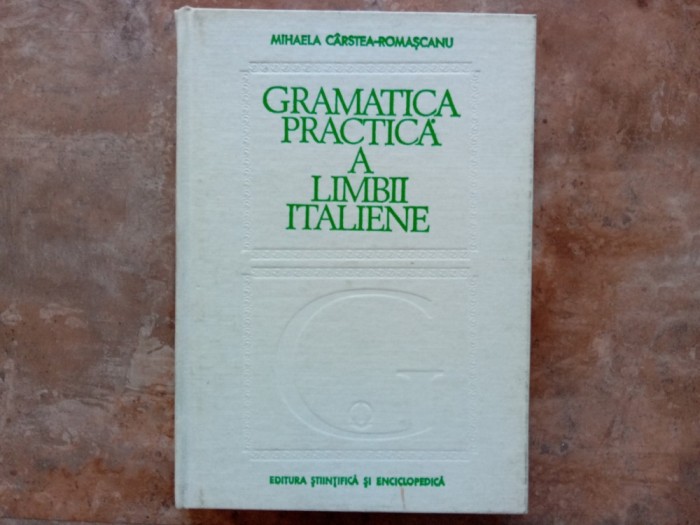 MIHAELA CÂRSTEA-ROMAȘCANU
GRAMATICA
PRACTICĂ
A
LIMBII
ITALIENE
G
EDITURA ȘTIINȚIFICĂ ȘI ENCICLOPEDICĂ